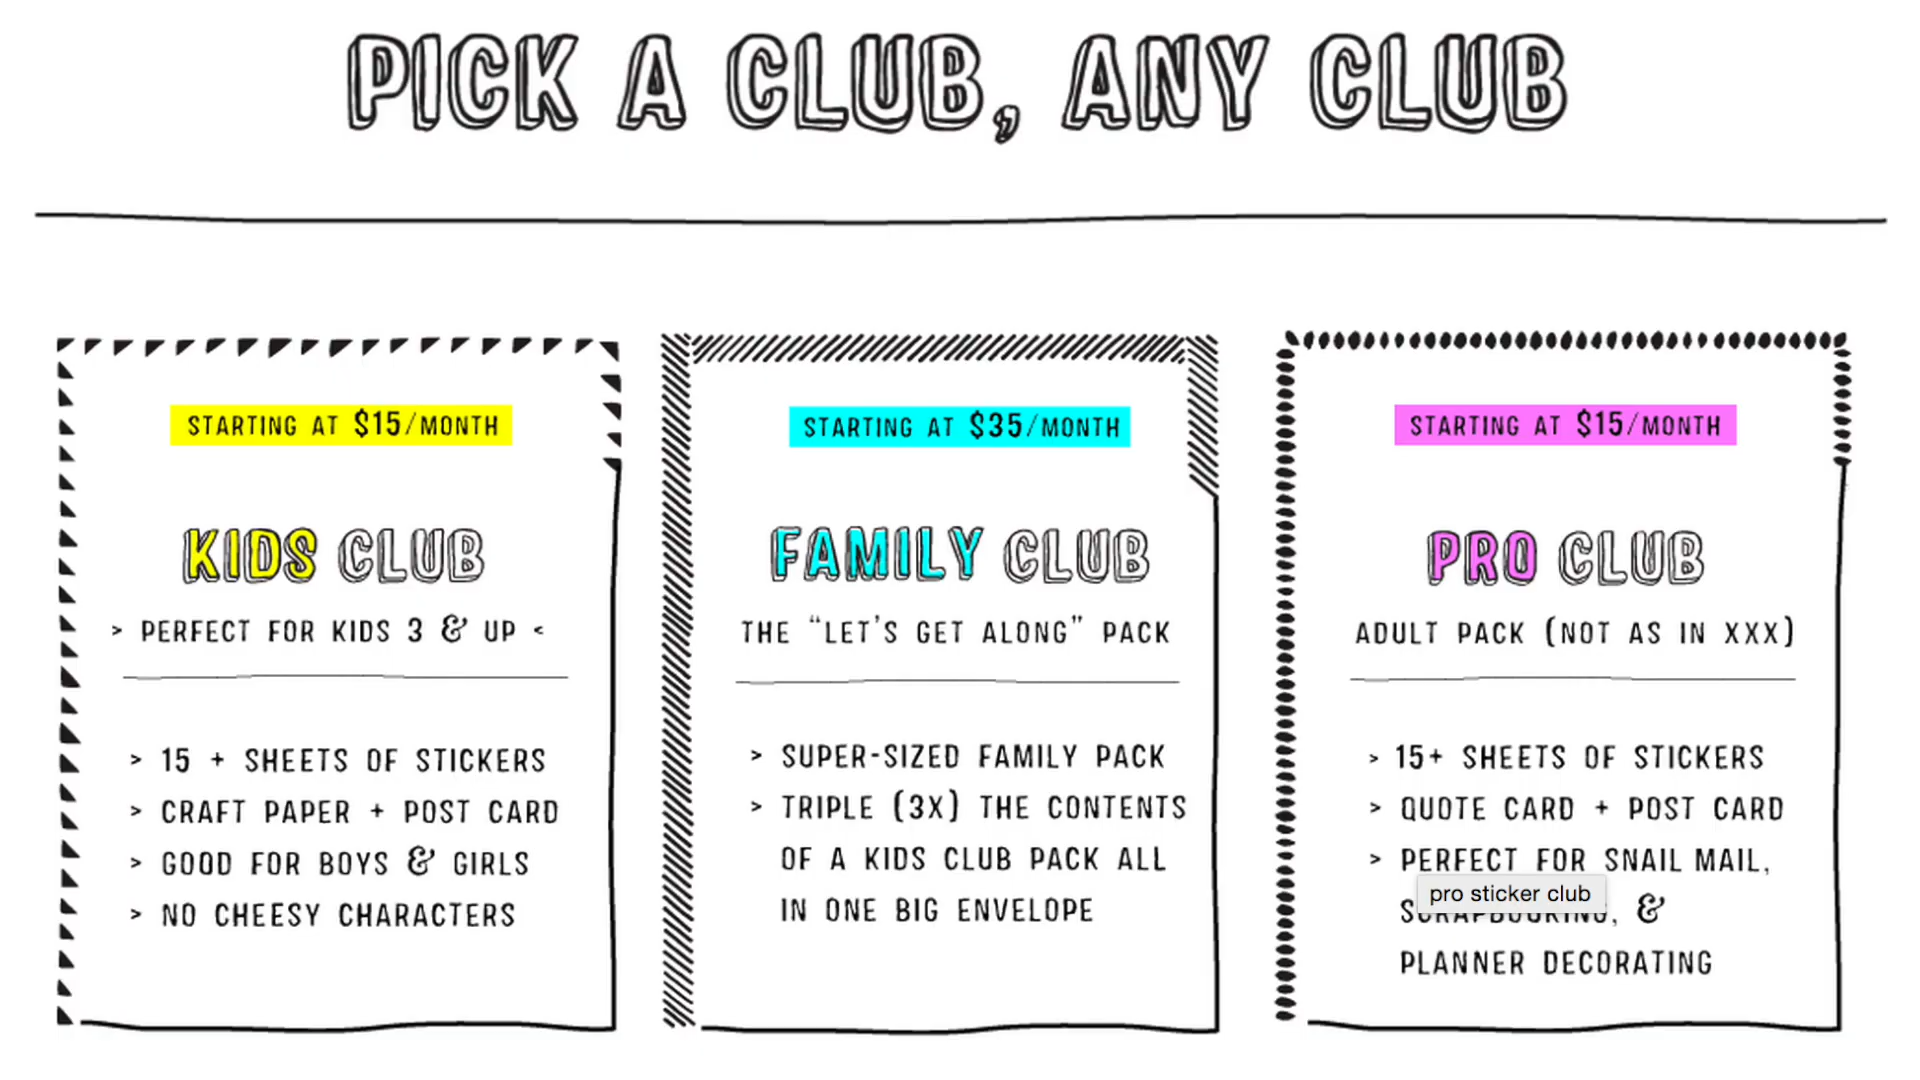 PICK A CLUB, ANY CLUB
STARTING AT $15/MONTH
KIDS CLUB
> PERFECT FOR KIDS 3 & UP <
> 15 + SHEETS OF STICKERS
> CRAFT PAPER + POST CARD
> GOOD FOR BOYS & GIRLS
> NO CHEESY CHARACTERS
STARTING AT $35/MONTH
FAMILY CLUB
THE “LET'S GET ALONG” PACK
> SUPER-SIZED FAMILY PACK
> TRIPLE (3X) THE CONTENTS
OF A KIDS CLUB PACK ALL
IN ONE BIG ENVELOPE
STARTING AT $15/MONTH
PRO CLUB
ADULT PACK (NOT AS IN XXX)
> 15+ SHEETS OF STICKERS
> QUOTE CARD + POST CARD
> PERFECT FOR SNAIL MAIL,
pro sticker club
SCRAPBOOKING, &
PLANNER DECORATING